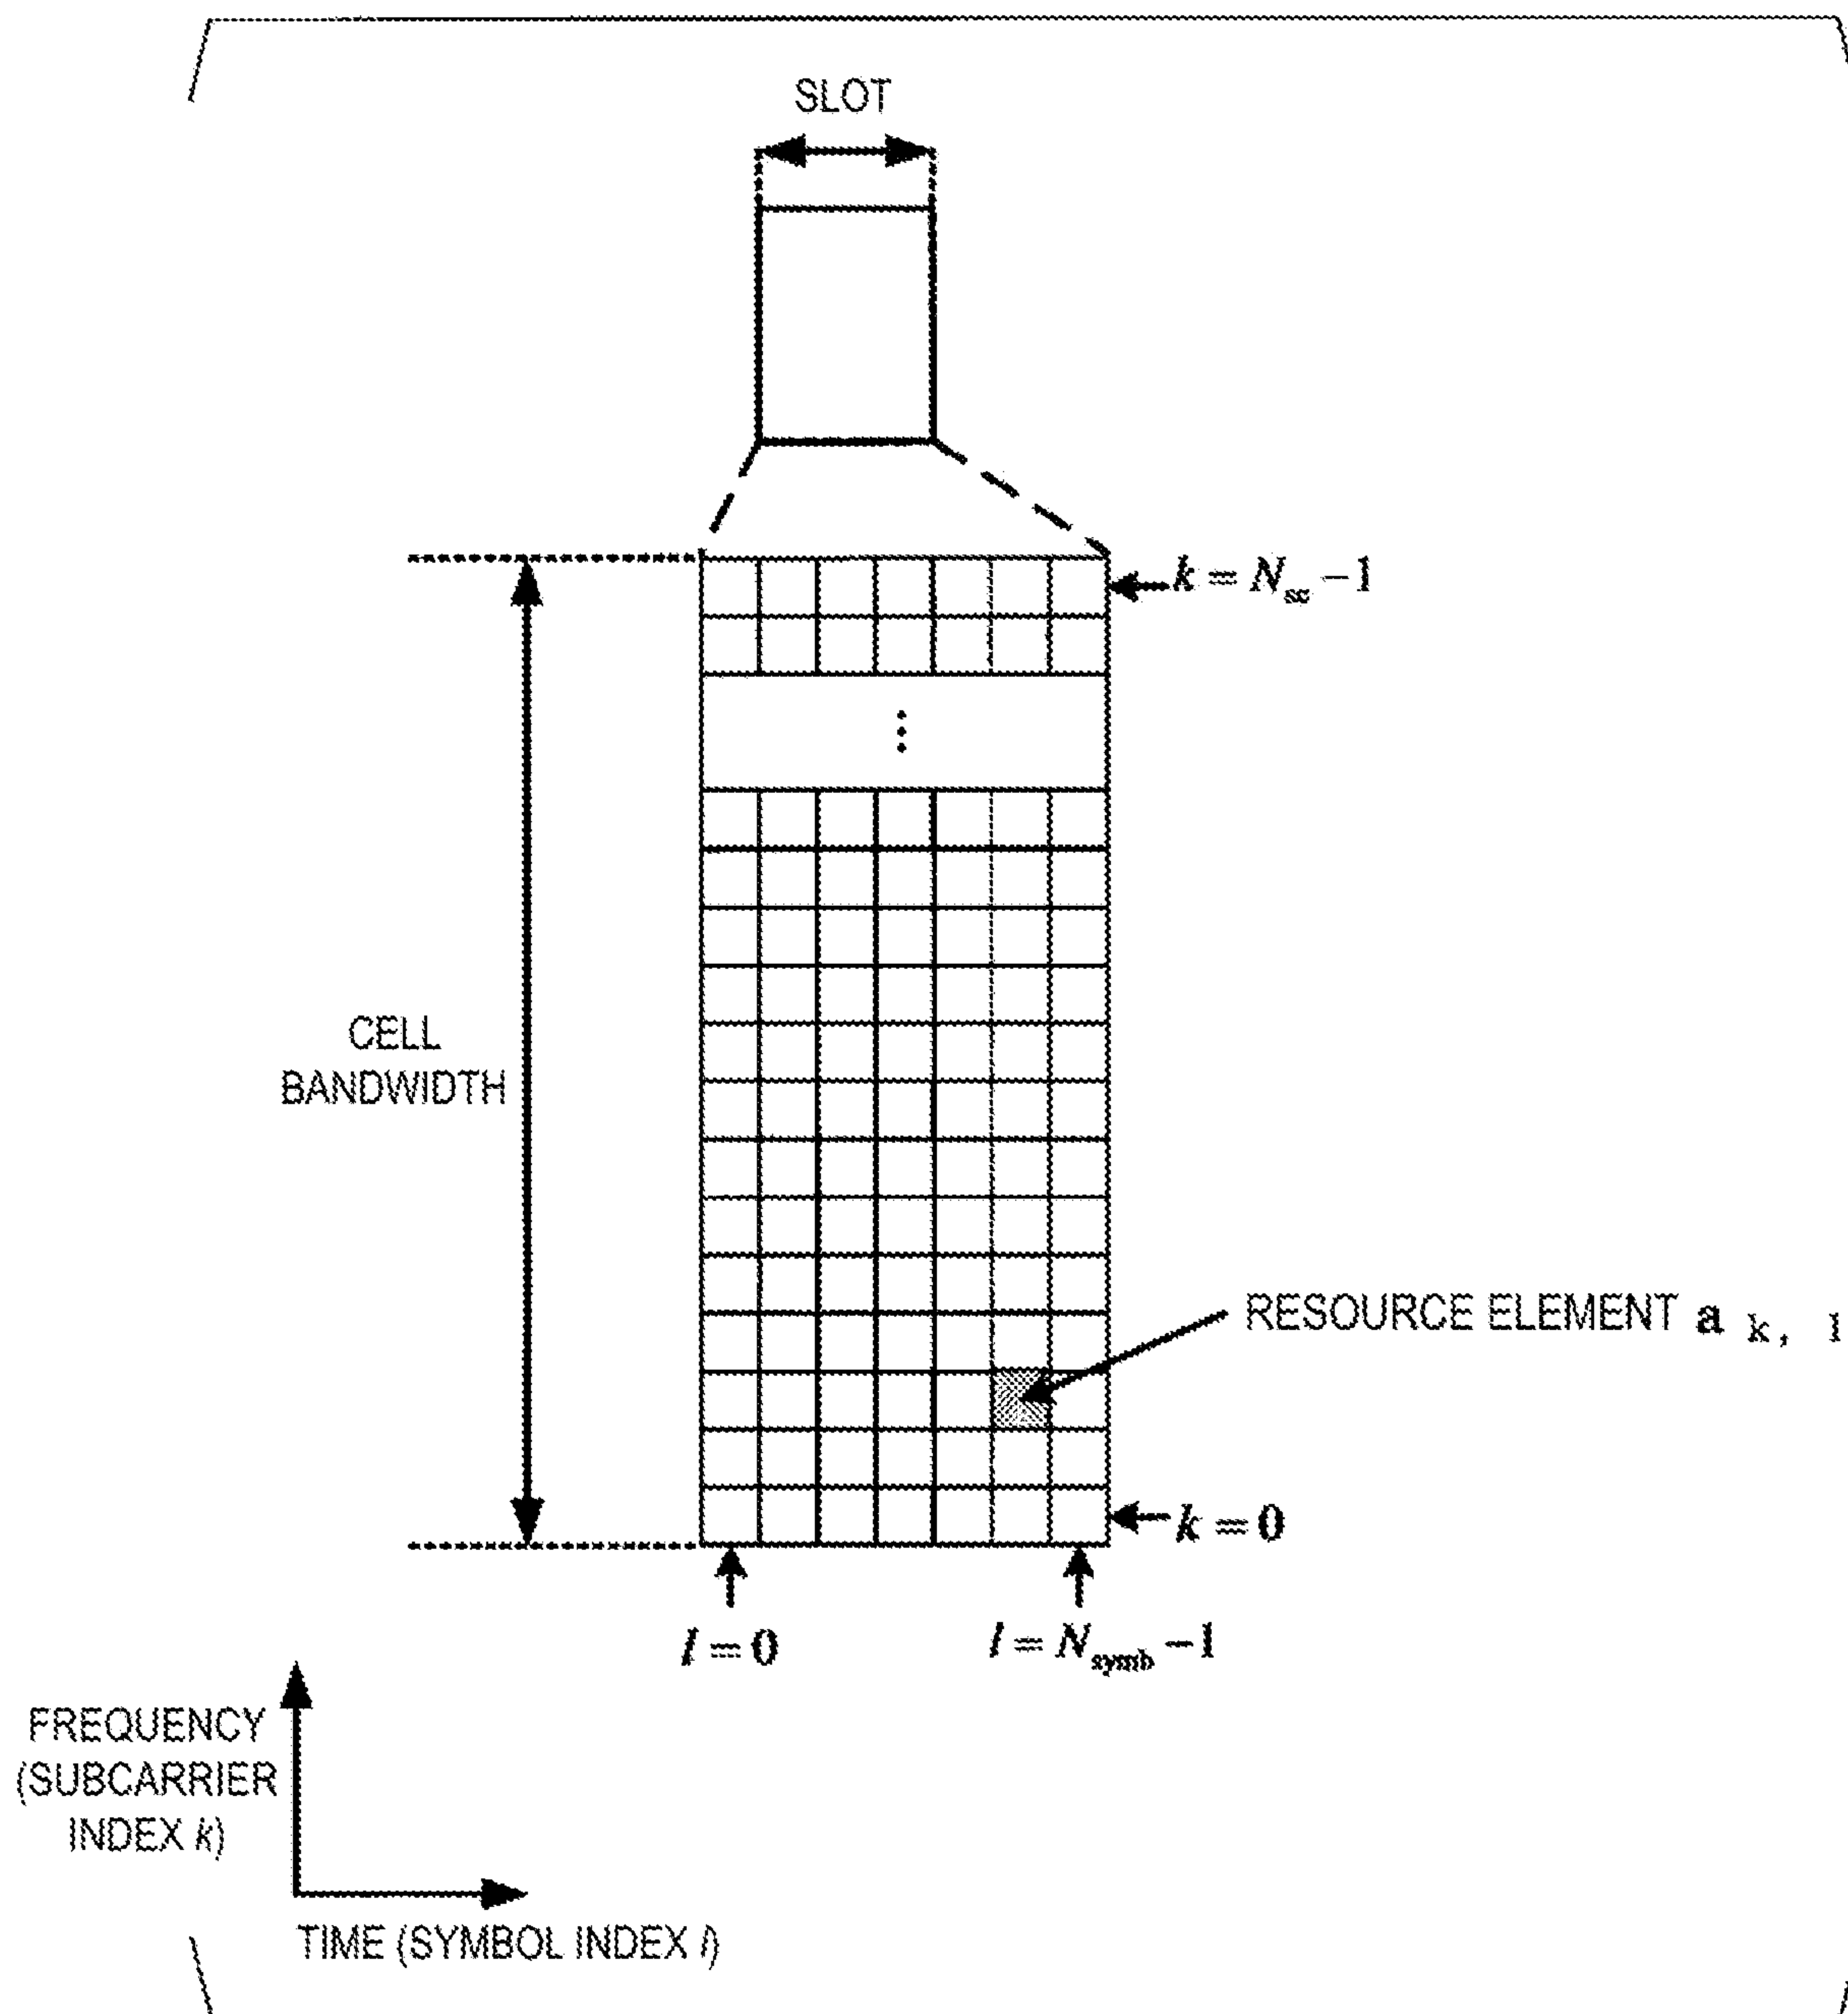 SLOT
k = N_sc − 1
⋮
CELL
BANDWIDTH
RESOURCE ELEMENT a k, l
k = 0
l = 0
l = N_symb − 1
FREQUENCY
(SUBCARRIER
INDEX k)
TIME (SYMBOL INDEX l)